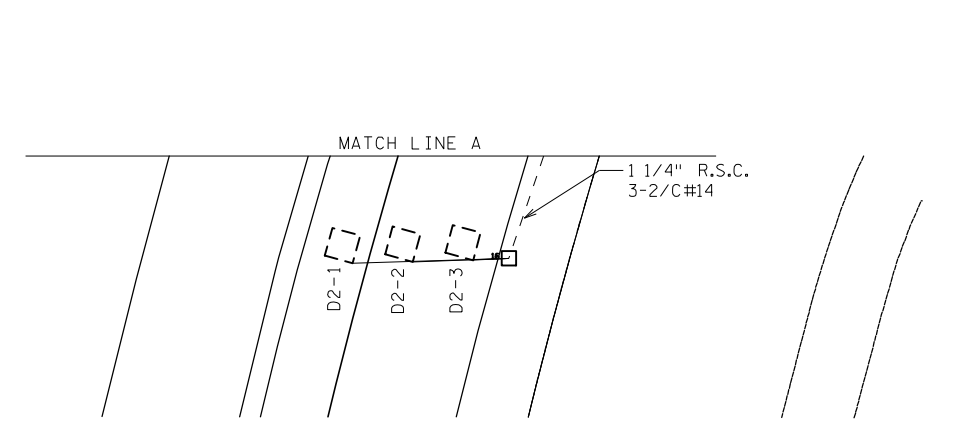 MATCH LINE A
1 1/4" R.S.C.
3-2/C#14
D2-1
D2-2
D2-3